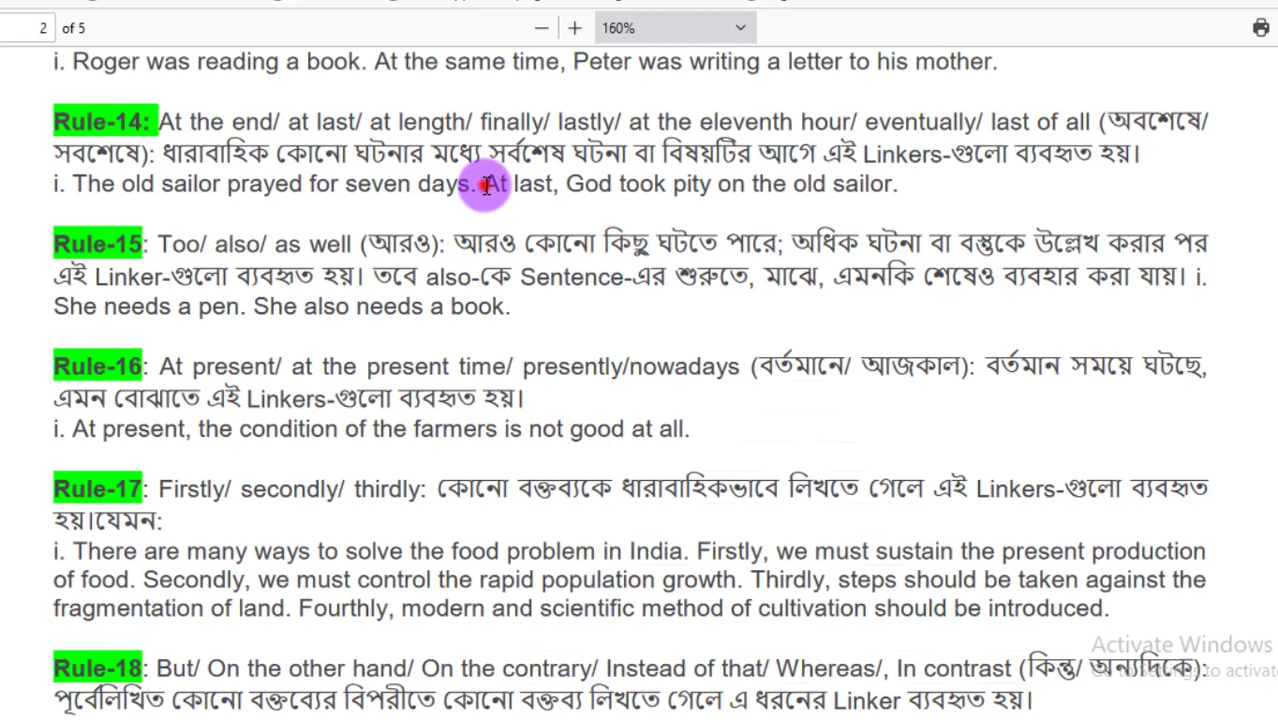 2 of 5
160%
i. Roger was reading a book. At the same time, Peter was writing a letter to his mother.
Rule-14: At the end/ at last/ at length/ finally/ lastly/ at the eleventh hour/ eventually/ last of all (অবশেষে/
সবশেষে): ধারাবাহিক কোনো ঘটনার মধ্যে সর্বশেষ ঘটনা বা বিষয়টির আগে এই Linkers-গুলো ব্যবহৃত হয়।
i. The old sailor prayed for seven days. At last, God took pity on the old sailor.
Rule-15: Too/ also/ as well (আরও): আরও কোনো কিছু ঘটতে পারে; অধিক ঘটনা বা বস্তুকে উল্লেখ করার পর
এই Linker-গুলো ব্যবহৃত হয়। তবে also-কে Sentence-এর শুরুতে, মাঝে, এমনকি শেষেও ব্যবহার করা যায়। i.
She needs a pen. She also needs a book.
Rule-16: At present/ at the present time/ presently/nowadays (বর্তমানে/ আজকাল): বর্তমান সময়ে ঘটছে,
এমন বোঝাতে এই Linkers-গুলো ব্যবহৃত হয়।
i. At present, the condition of the farmers is not good at all.
Rule-17: Firstly/ secondly/ thirdly: কোনো বক্তব্যকে ধারাবাহিকভাবে লিখতে গেলে এই Linkers-গুলো ব্যবহৃত
হয়।যেমন:
i. There are many ways to solve the food problem in India. Firstly, we must sustain the present production
of food. Secondly, we must control the rapid population growth. Thirdly, steps should be taken against the
fragmentation of land. Fourthly, modern and scientific method of cultivation should be introduced.
Rule-18: But/ On the other hand/ On the contrary/ Instead of that/ Whereas/, In contrast (কিন্তু/ অন্যদিকে):
পূর্বেলিখিত কোনো বক্তব্যের বিপরীতে কোনো বক্তব্য লিখতে গেলে এ ধরনের Linker ব্যবহৃত হয়।
Activate Windows
Go to Settings to activat